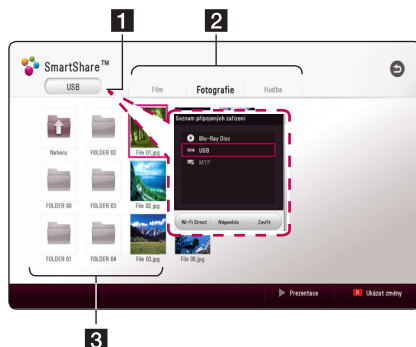 1
2
SmartShare™
USB
Film Fotografie Hudba
Seznam připojených zařízení
Blu-Ray Disc
USB
MTP
Wi-Fi Direct Nápověda Zavřít
Nahoru FOLDER 02 File 01.jpg
FOLDER 00 FOLDER 03 File 02.jpg
FOLDER 01 FOLDER 04 File 03.jpg File 06.jpg
Prezentace R Ukázat změny
3